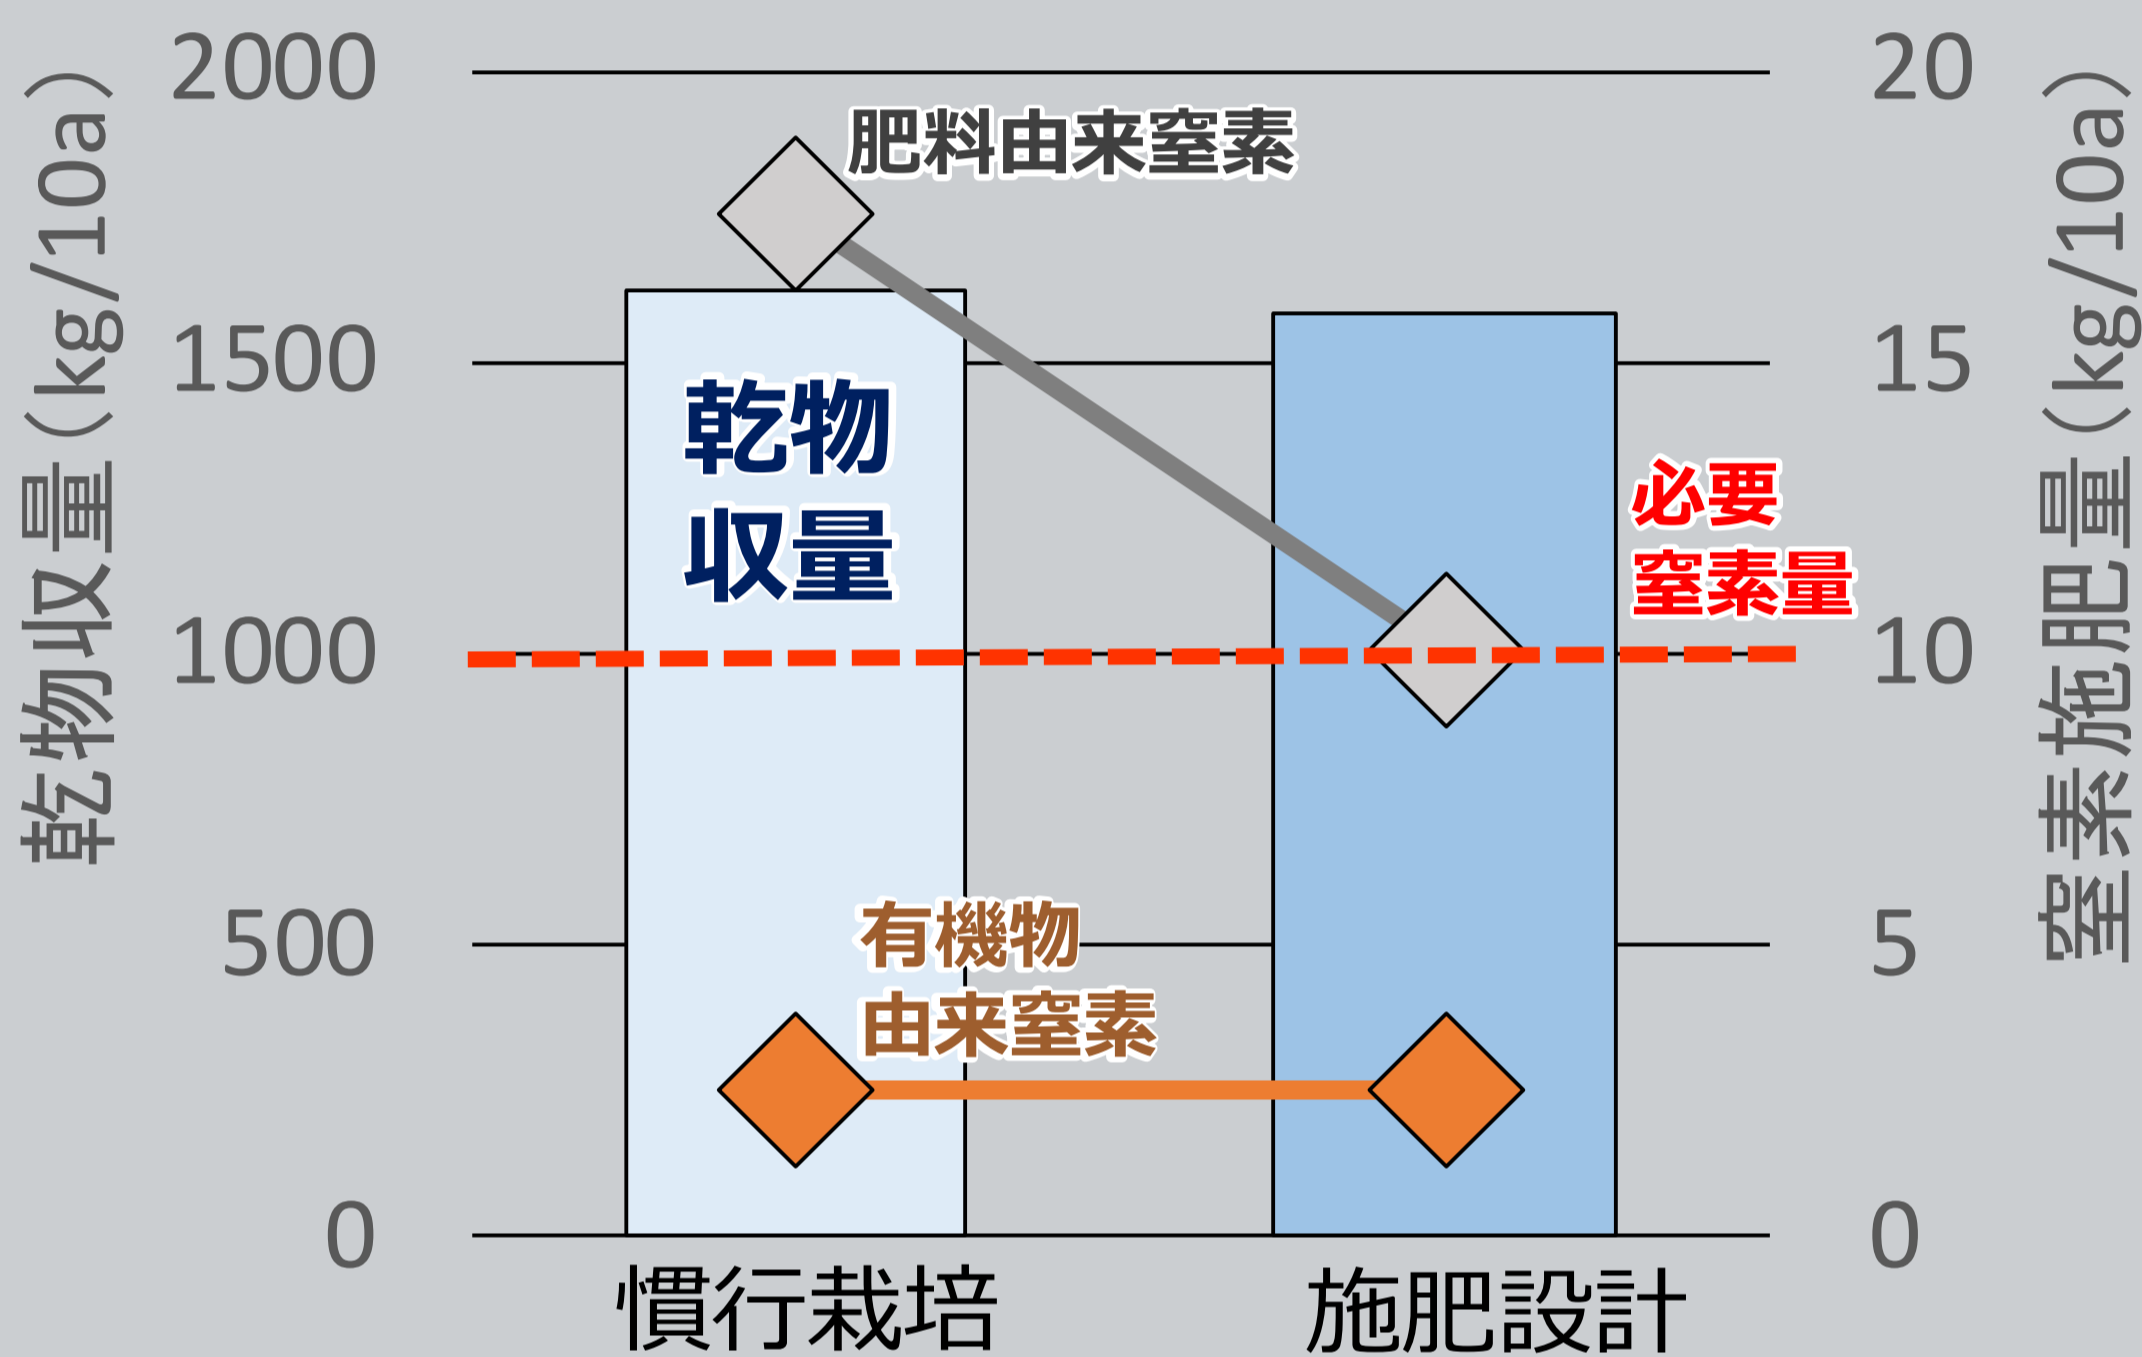 乾物収量(kg/10a)
2000
1500
1000
500
0
肥料由来窒素
乾物
収量
有機物
由来窒素
必要
窒素量
20
15
10
5
0
窒素施肥量(kg/10a)
慣行栽培
施肥設計